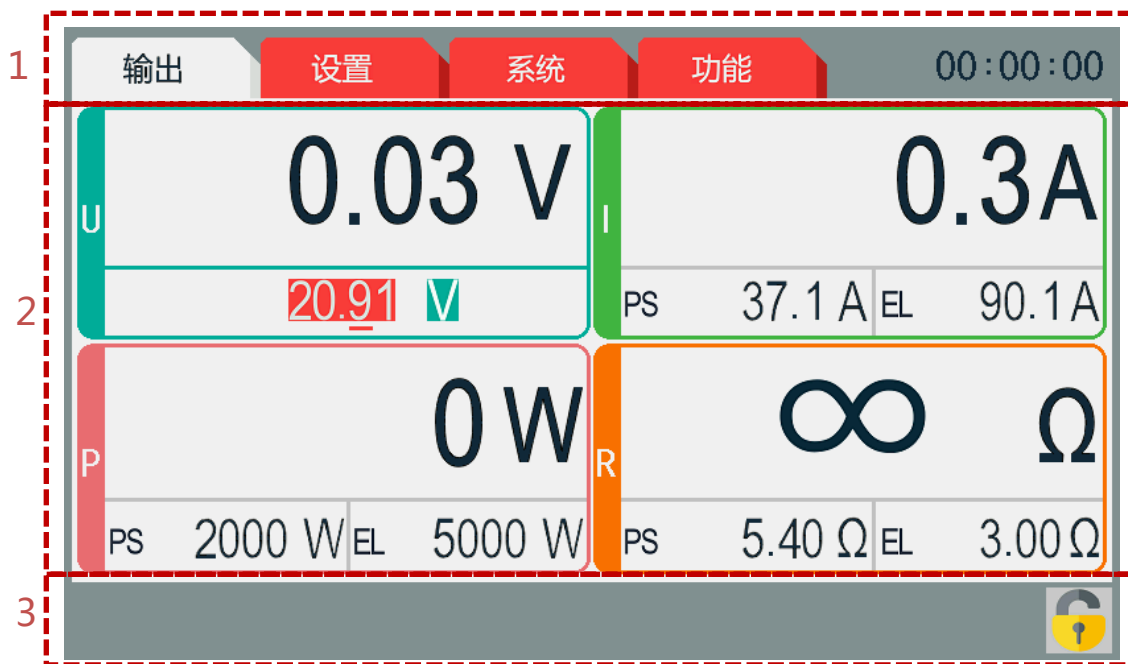 1
输出 设置 系统 功能 00:00:00
2
U 0.03 V
20.91 V
I 0.3A
PS 37.1 A EL 90.1A
P 0 W
PS 2000 W EL 5000 W
R ∞ Ω
PS 5.40 Ω EL 3.00 Ω
3